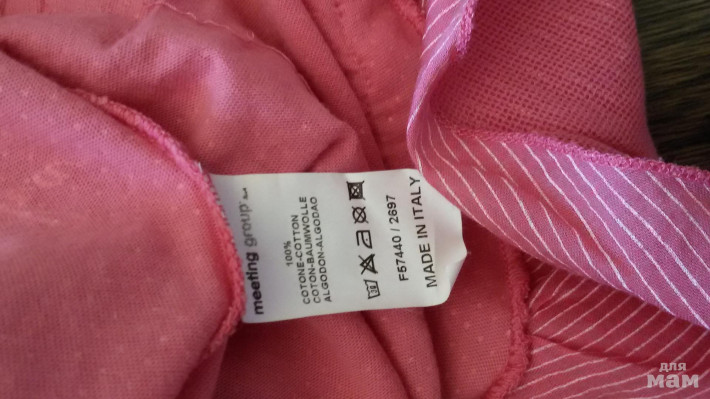 meeting group
100%
COTONE-COTTON
COTON-BAUMWOLLE
ALGODON-ALGODAO
F57440 / 2697
MADE IN ITALY
для
мам